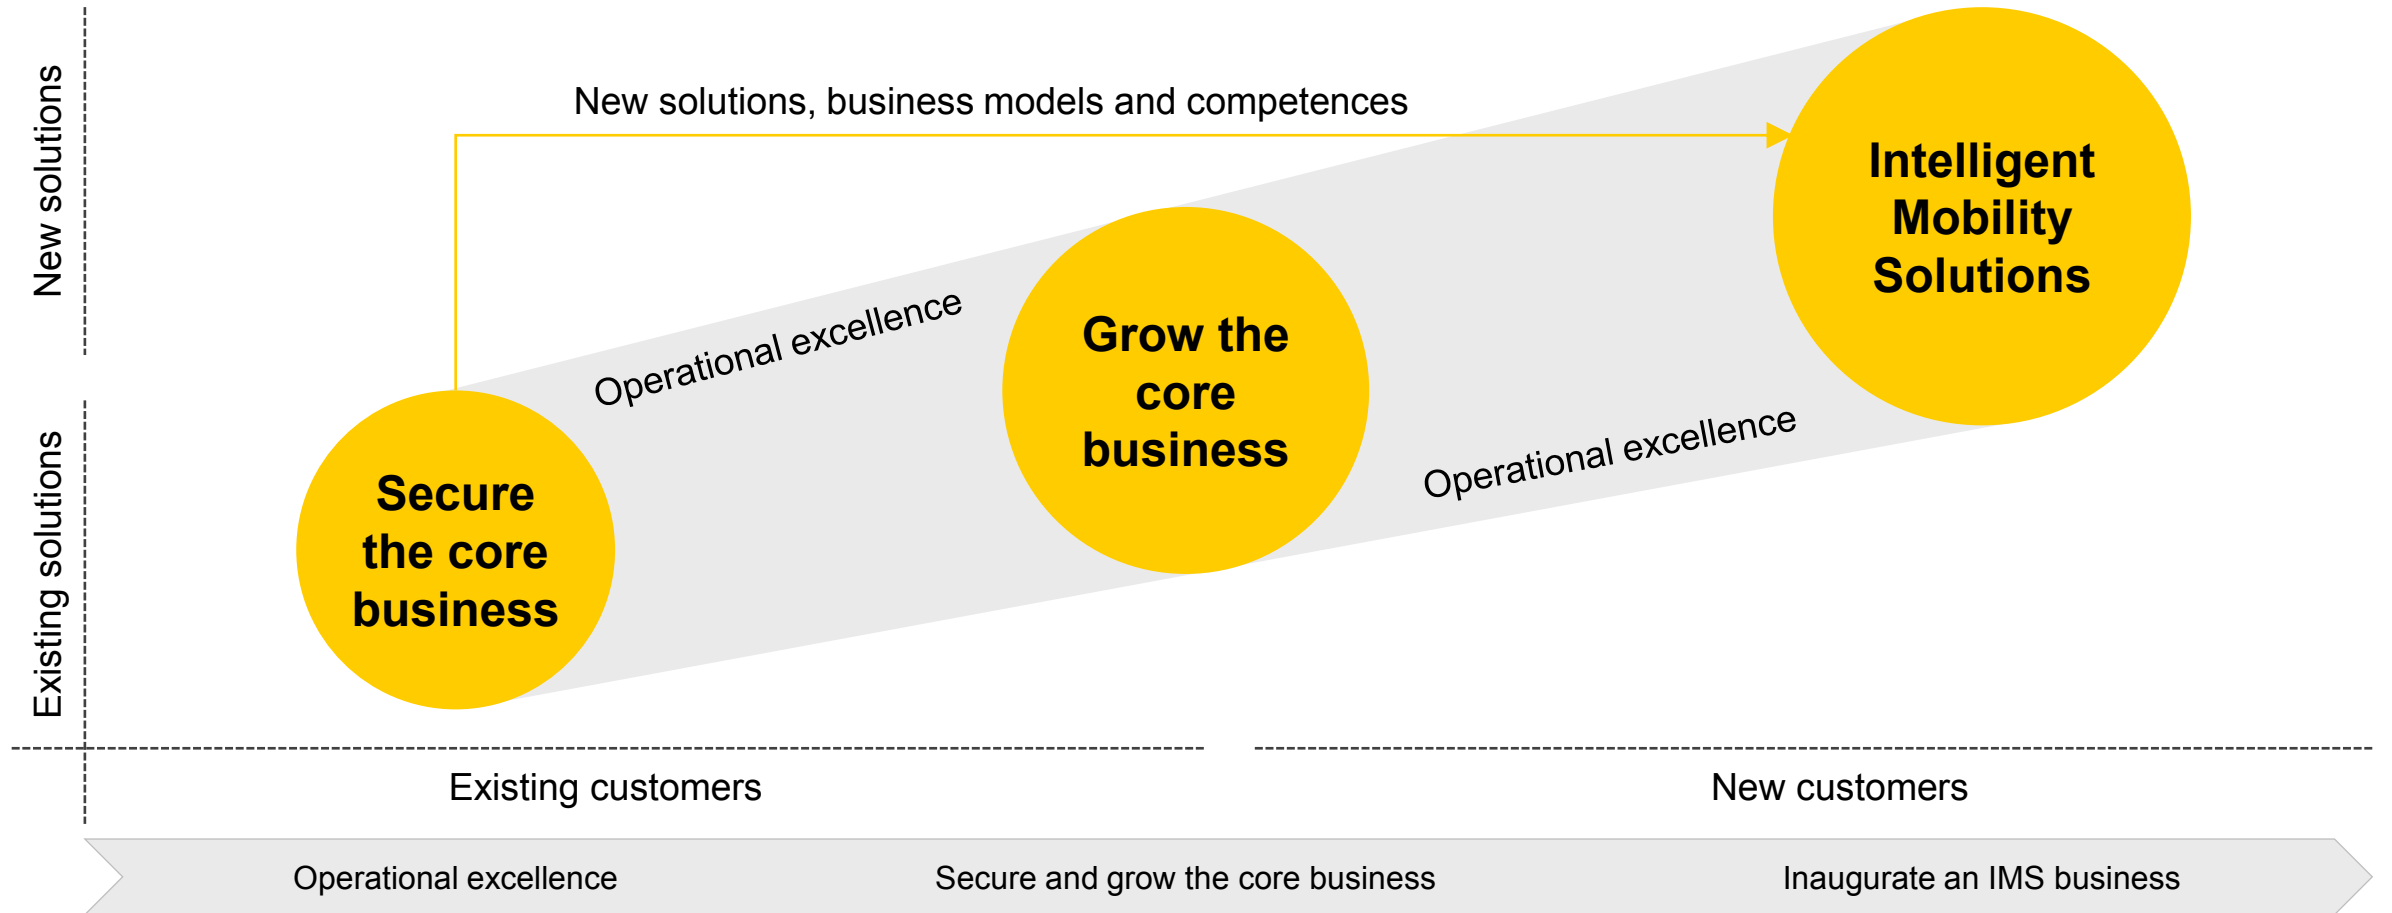 New solutions
Existing solutions
New solutions, business models and competences
Operational excellence
Operational excellence
Secure
the core
business
Grow the
core
business
Intelligent
Mobility
Solutions
Existing customers
New customers
Operational excellence
Secure and grow the core business
Inaugurate an IMS business